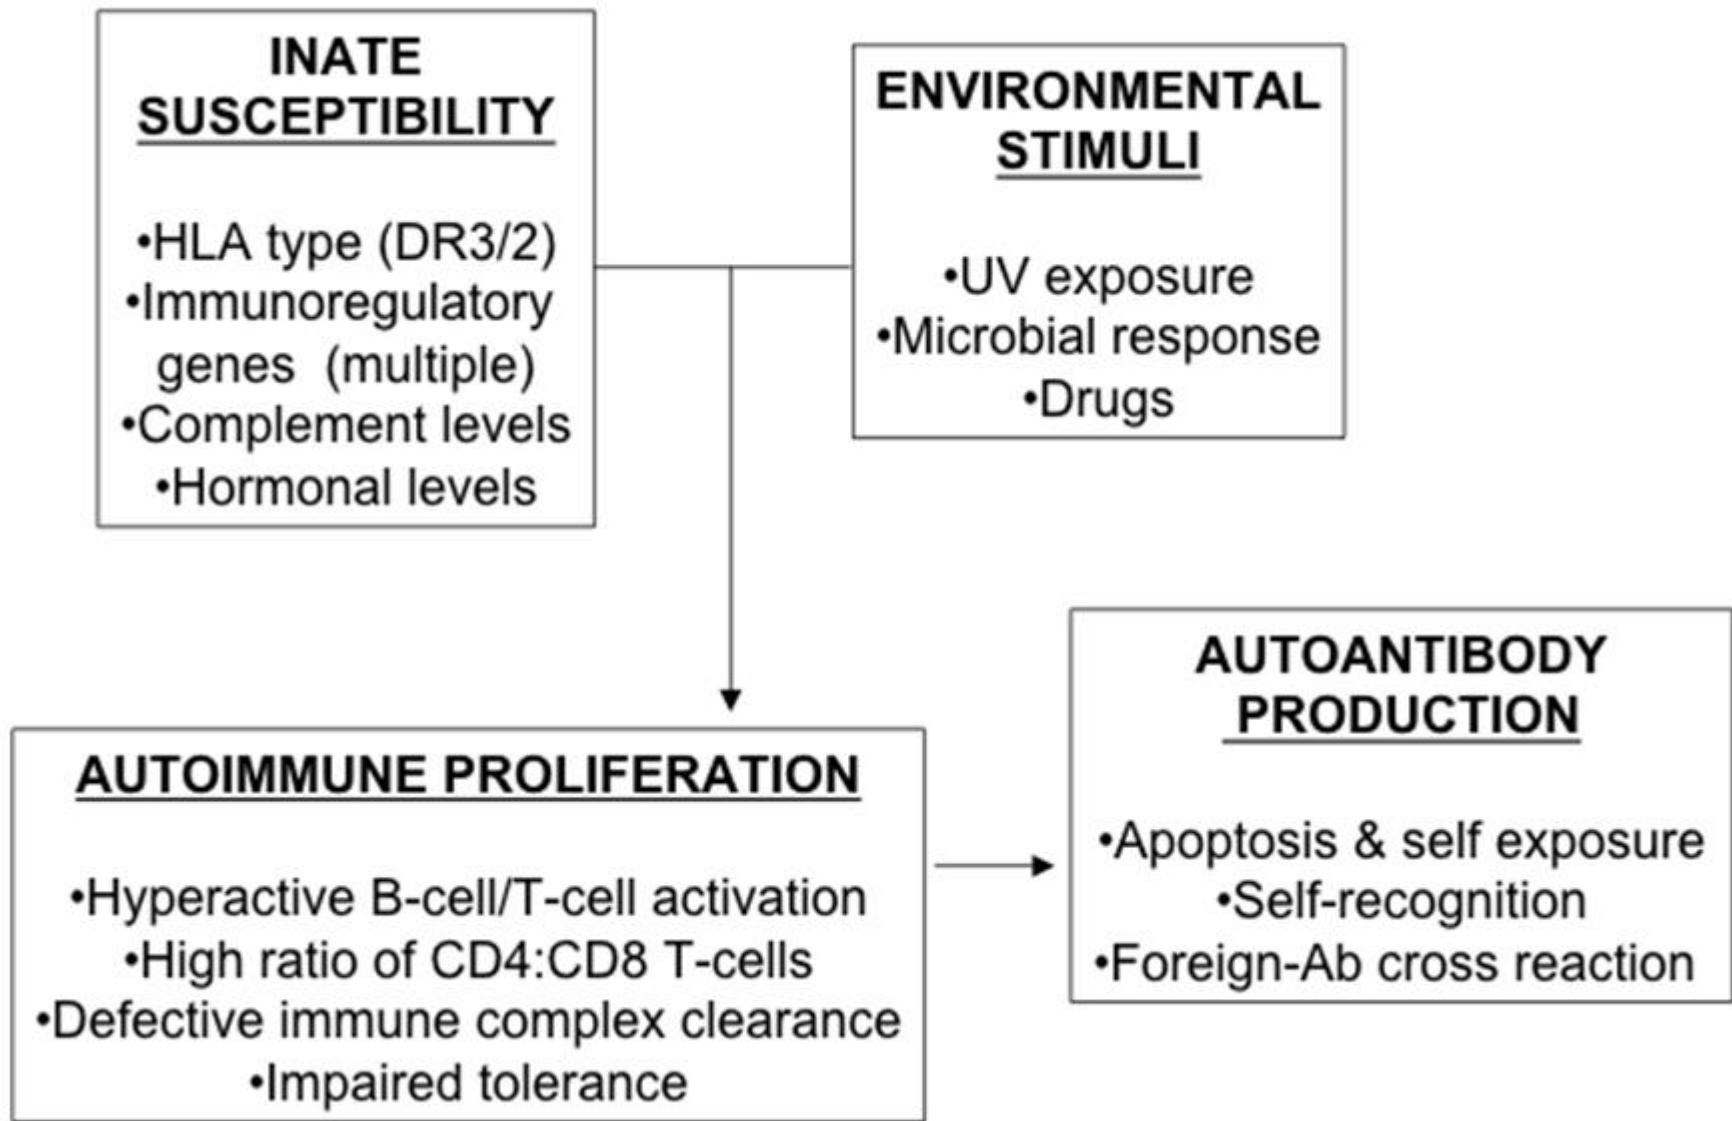 INATE
SUSCEPTIBILITY
•HLA type (DR3/2)
•Immunoregulatory
genes (multiple)
•Complement levels
•Hormonal levels
ENVIRONMENTAL
STIMULI
•UV exposure
•Microbial response
•Drugs
AUTOIMMUNE PROLIFERATION
•Hyperactive B-cell/T-cell activation
•High ratio of CD4:CD8 T-cells
•Defective immune complex clearance
•Impaired tolerance
AUTOANTIBODY
PRODUCTION
•Apoptosis & self exposure
•Self-recognition
•Foreign-Ab cross reaction